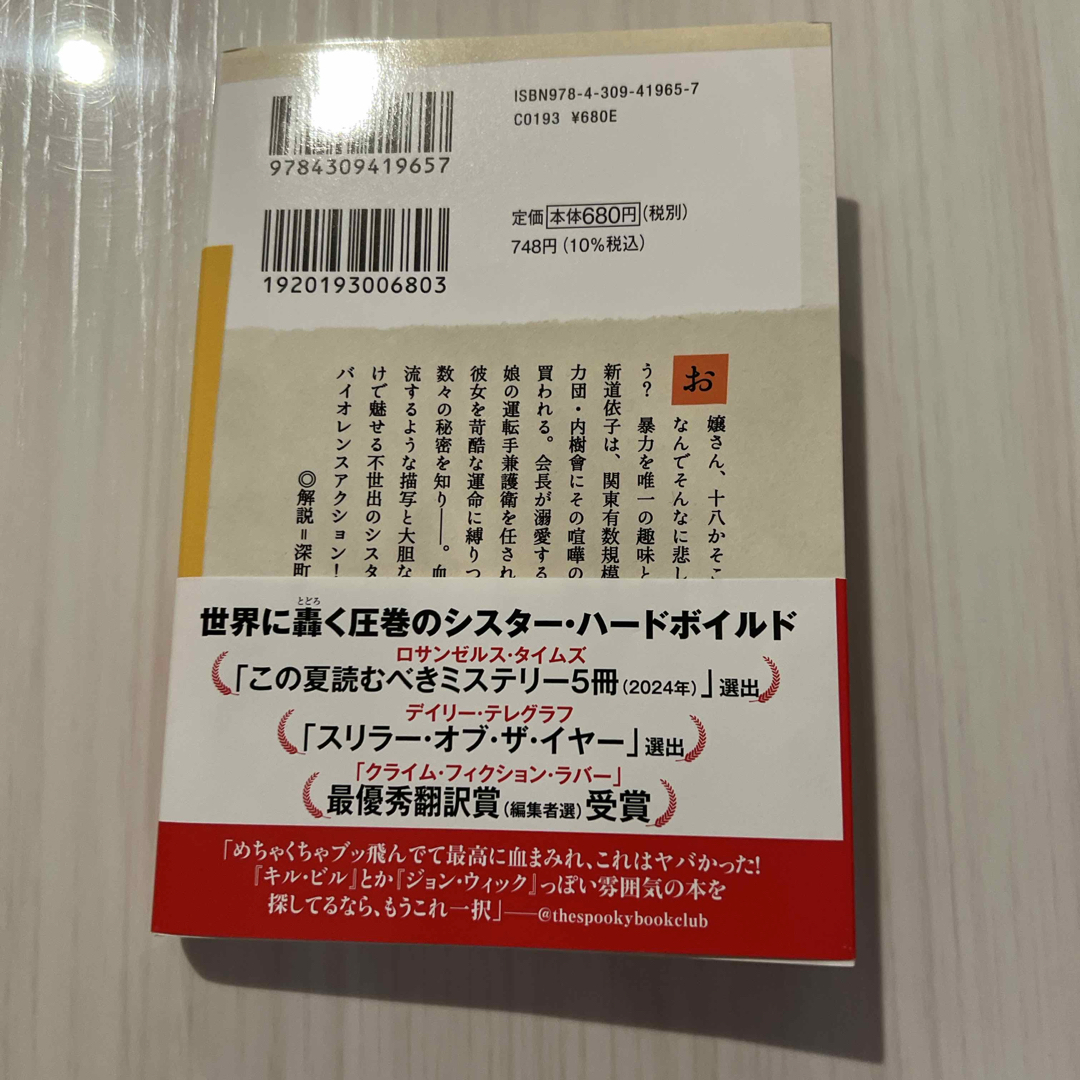 ISBN978-4-309-41965-7
C0193 ¥680E
9784309419657
定価 本体680円(税別)
748円(10%税込)
1920193006803
お
嬢さん、十八かそこ
なんでそんなに悲し
う? 暴力を唯一の趣味と
新道依子は、関東有数規模
力団・内樹會にその喧嘩の
買われる。会長が溺愛する
娘の運転手兼護衛を任され
彼女を苛酷な運命に縛りつ
数々の秘密を知り──。血
流するような描写と大胆な
けで魅せる不世出のシスタ
バイオレンスアクション!
◎解説=深町
世界に轟く圧巻のシスター・ハードボイルド
とどろ
ロサンゼルス・タイムズ
「この夏読むべきミステリー5冊(2024年)」選出
デイリー・テレグラフ
「スリラー・オブ・ザ・イヤー」選出
「クライム・フィクション・ラバー」
最優秀翻訳賞(編集者選)受賞
「めちゃくちゃブッ飛んでて最高に血まみれ、これはヤバかった!
『キル・ビル』とか『ジョン・ウィック』っぽい雰囲気の本を
探してるなら、もうこれ一択」──@thespookybookclub